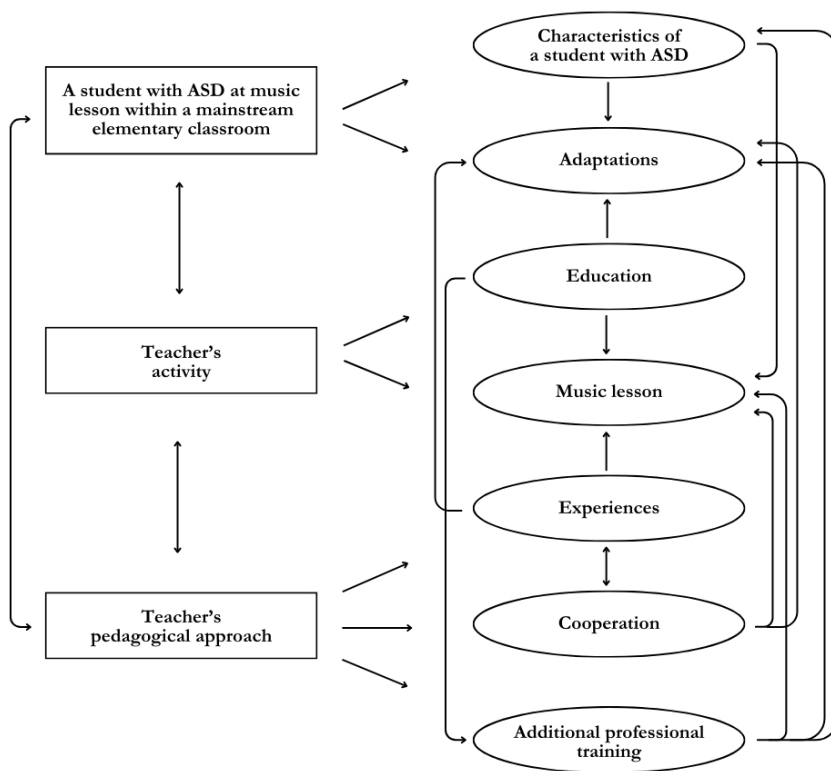 A student with ASD at music
lesson within a mainstream
elementary classroom
Teacher’s
activity
Teacher’s
pedagogical approach
Characteristics of
a student with ASD
Adaptations
Education
Music lesson
Experiences
Cooperation
Additional professional
training